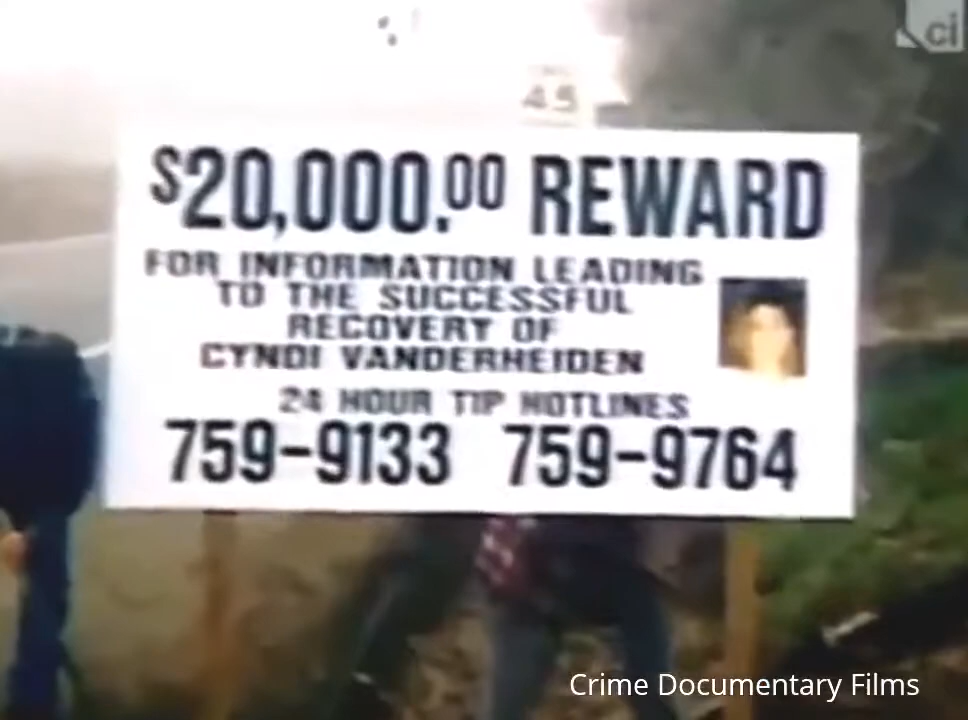 ci
45
$20,000.00 REWARD
FOR INFORMATION LEADING
TO THE SUCCESSFUL
RECOVERY OF
CYNDI VANDERHEIDEN
24 HOUR TIP HOTLINES
759-9133 759-9764
Crime Documentary Films